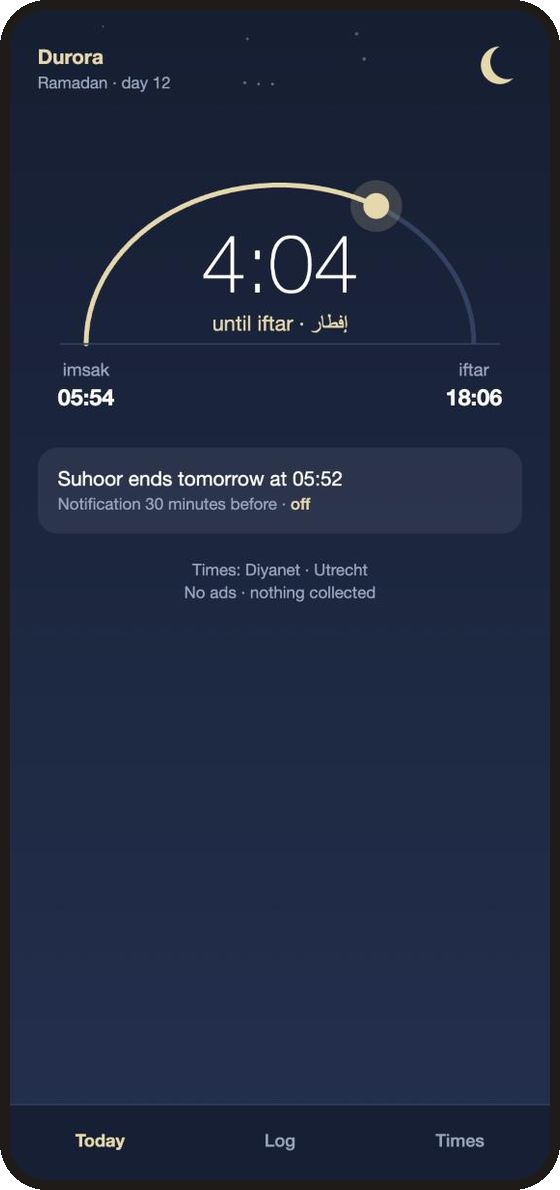 Durora
Ramadan · day 12
4:04
until iftar · إفطار
imsak
05:54
iftar
18:06
Suhoor ends tomorrow at 05:52
Notification 30 minutes before · off
Times: Diyanet · Utrecht
No ads · nothing collected
Today
Log
Times